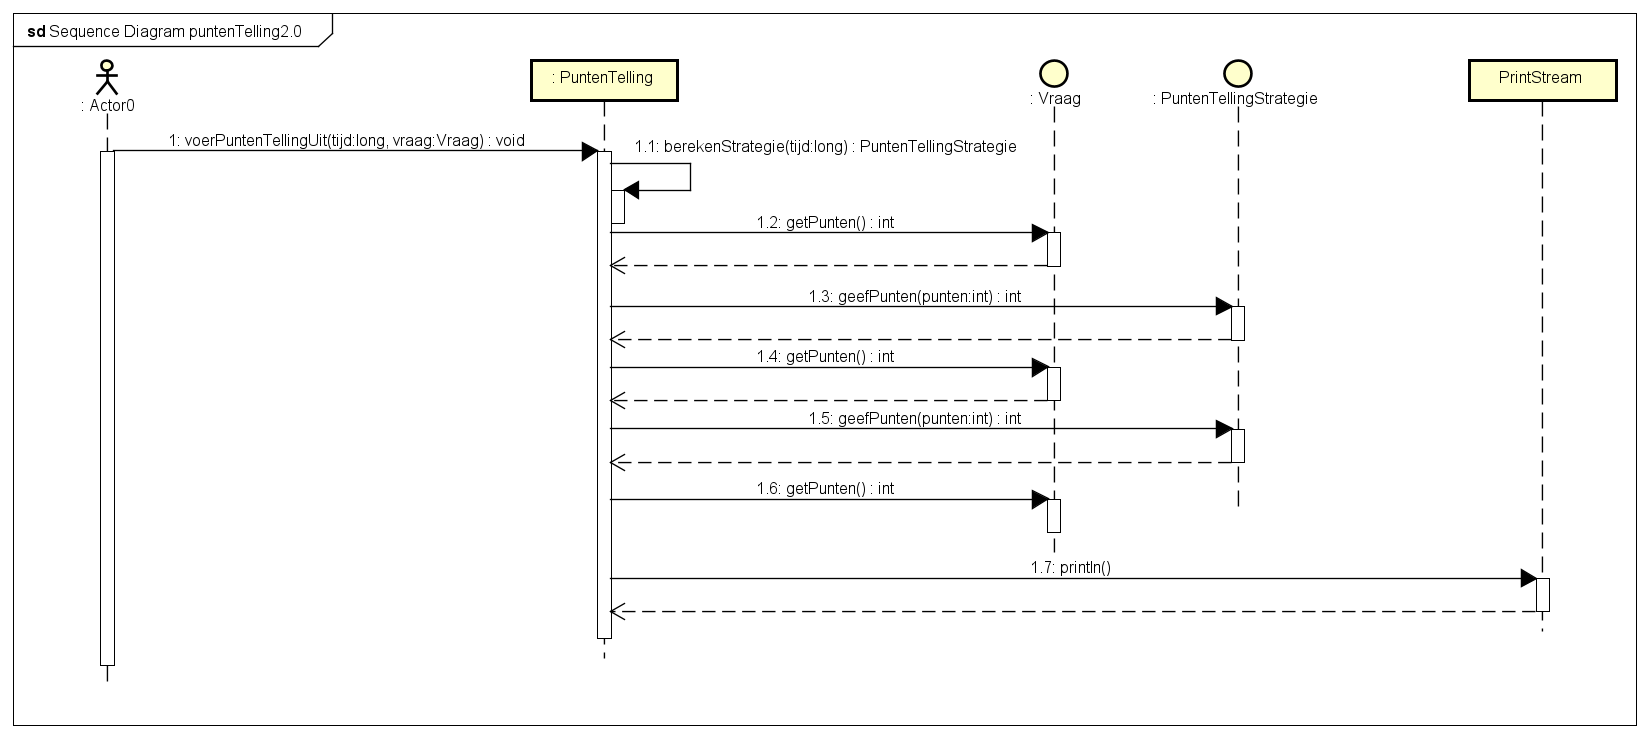 sd Sequence Diagram puntenTelling2.0
: Actor0
: PuntenTelling
: Vraag
: PuntenTellingStrategie
PrintStream
1: voerPuntenTellingUit(tijd:long, vraag:Vraag) : void
1.1: berekenStrategie(tijd:long) : PuntenTellingStrategie
1.2: getPunten() : int
1.3: geefPunten(punten:int) : int
1.4: getPunten() : int
1.5: geefPunten(punten:int) : int
1.6: getPunten() : int
1.7: println()